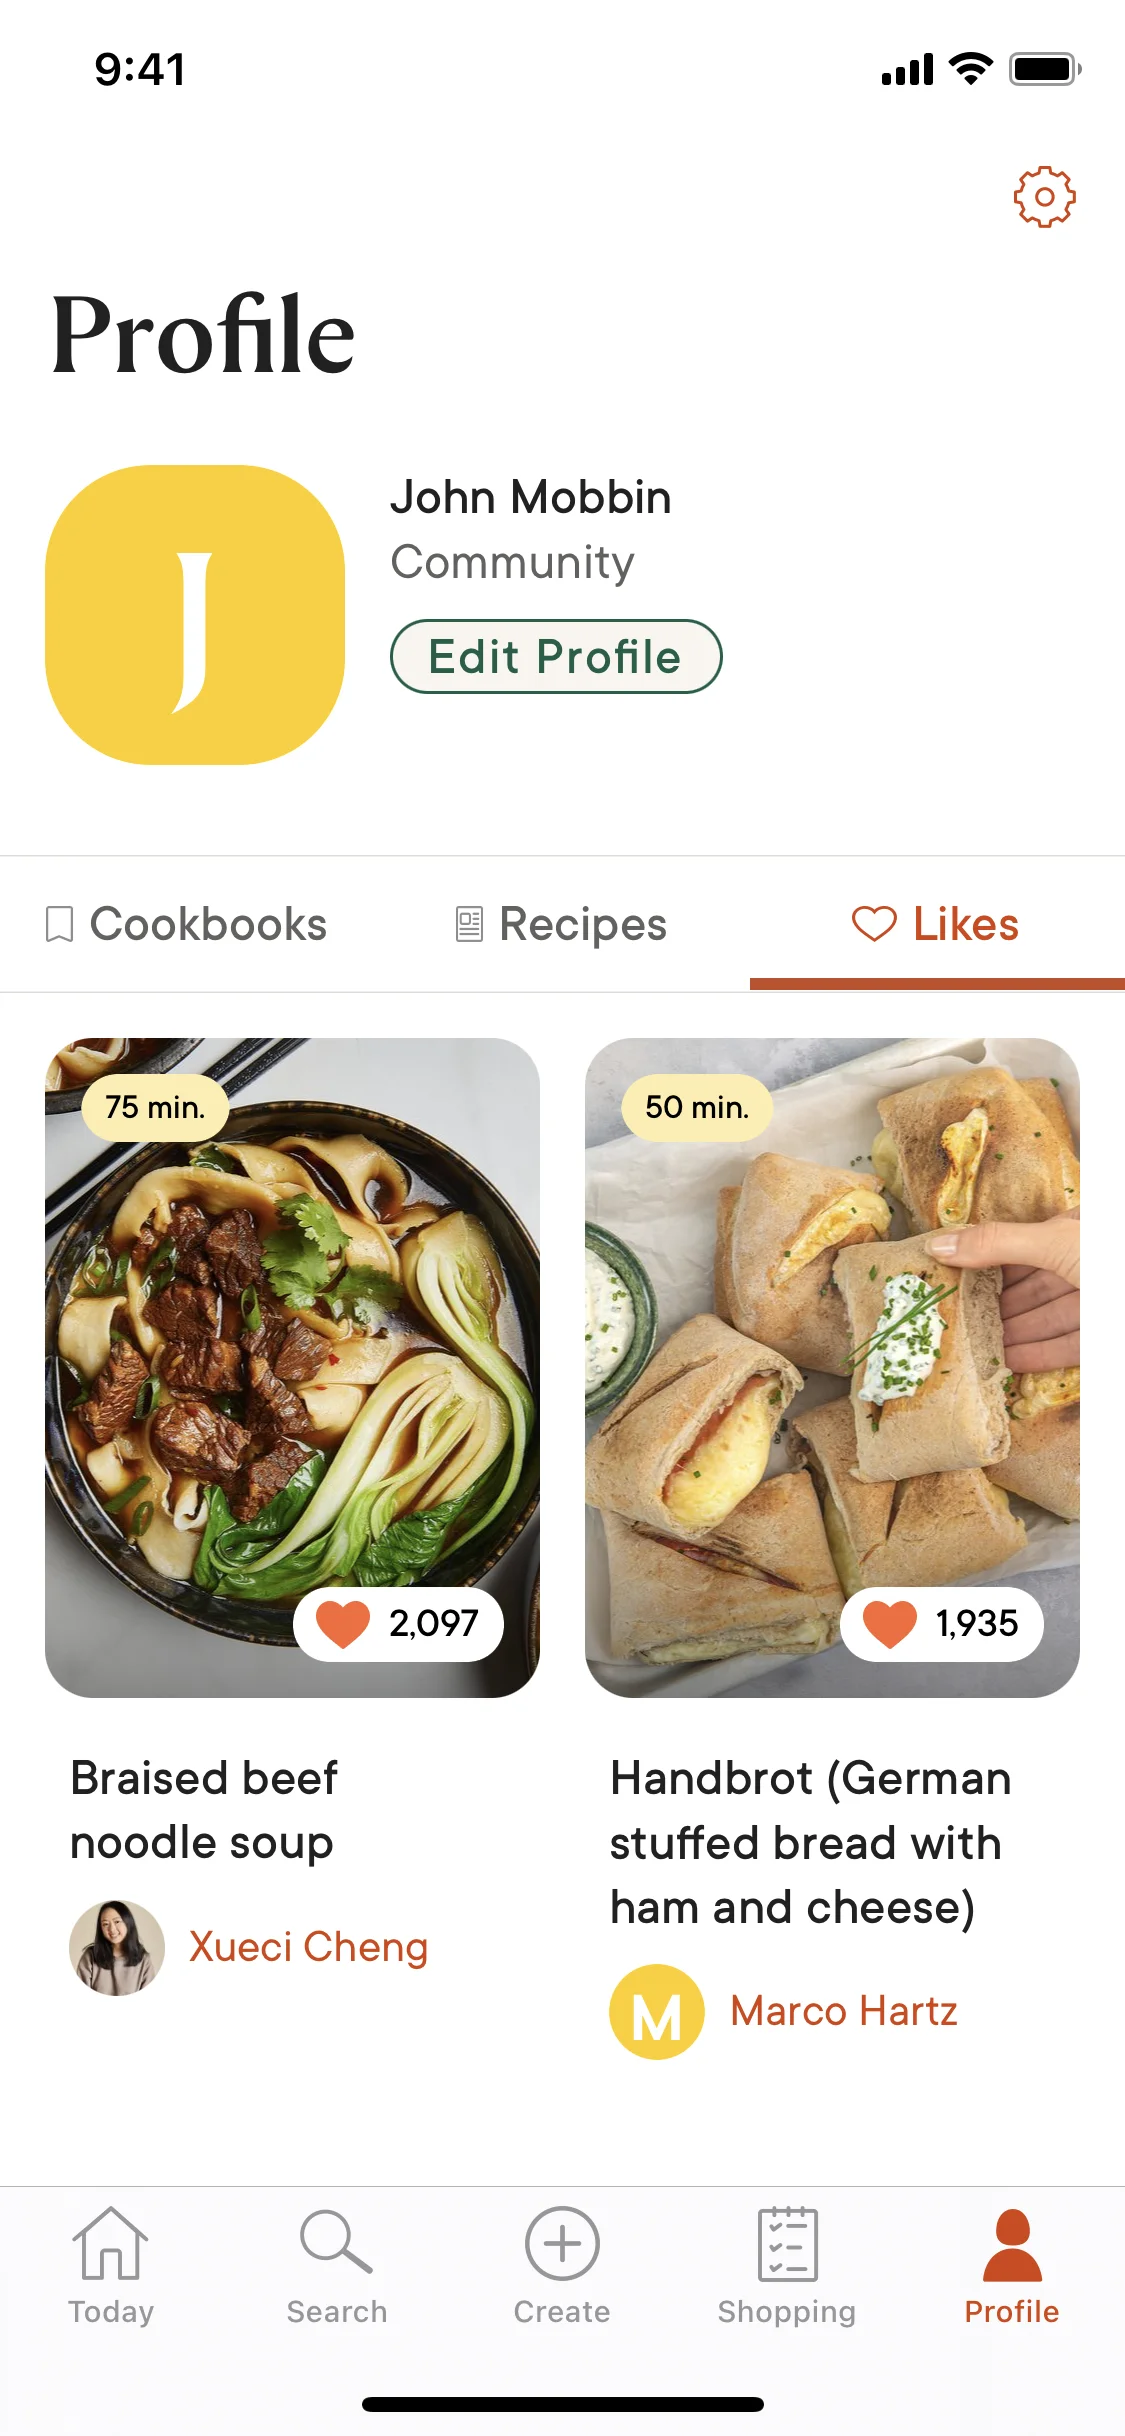 9:41
Profile
J
John Mobbin
Community
Edit Profile
Cookbooks
Recipes
Likes
75 min.
50 min.
2,097
1,935
Braised beef
noodle soup
Xueci Cheng
Handbrot (German
stuffed bread with
ham and cheese)
M
Marco Hartz
Today
Search
Create
Shopping
Profile